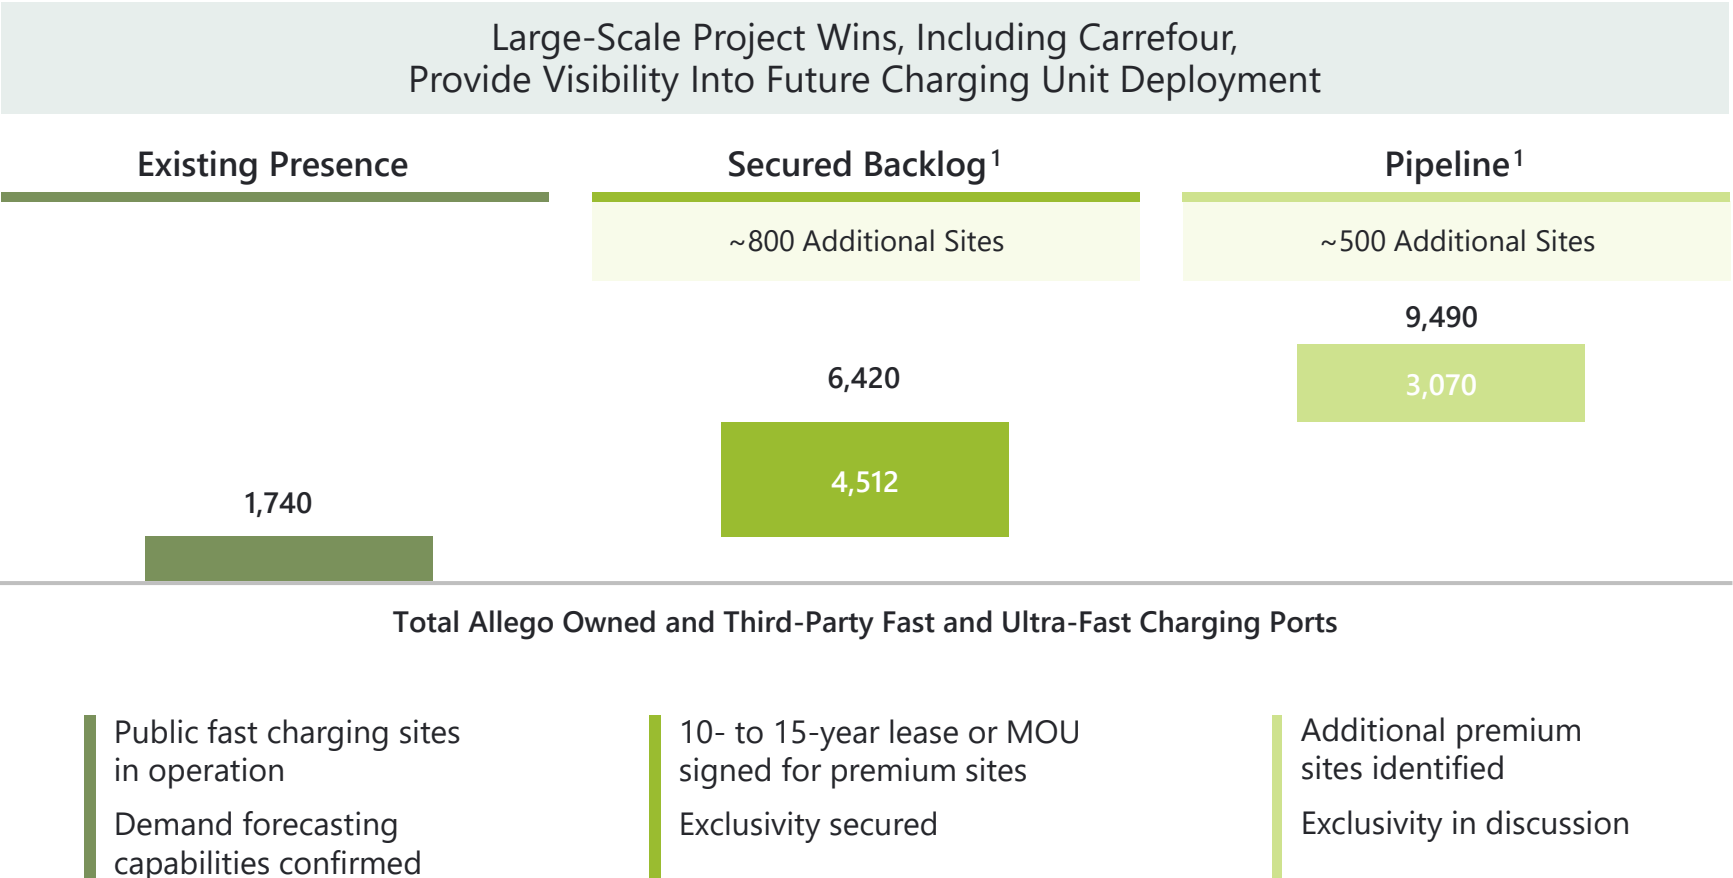 Large-Scale Project Wins, Including Carrefour,
Provide Visibility Into Future Charging Unit Deployment
Existing Presence
Secured Backlog¹
Pipeline¹
~800 Additional Sites
~500 Additional Sites
9,490
3,070
6,420
4,512
1,740
Total Allego Owned and Third-Party Fast and Ultra-Fast Charging Ports
Public fast charging sites
in operation
Demand forecasting
capabilities confirmed
10- to 15-year lease or MOU
signed for premium sites
Exclusivity secured
Additional premium
sites identified
Exclusivity in discussion